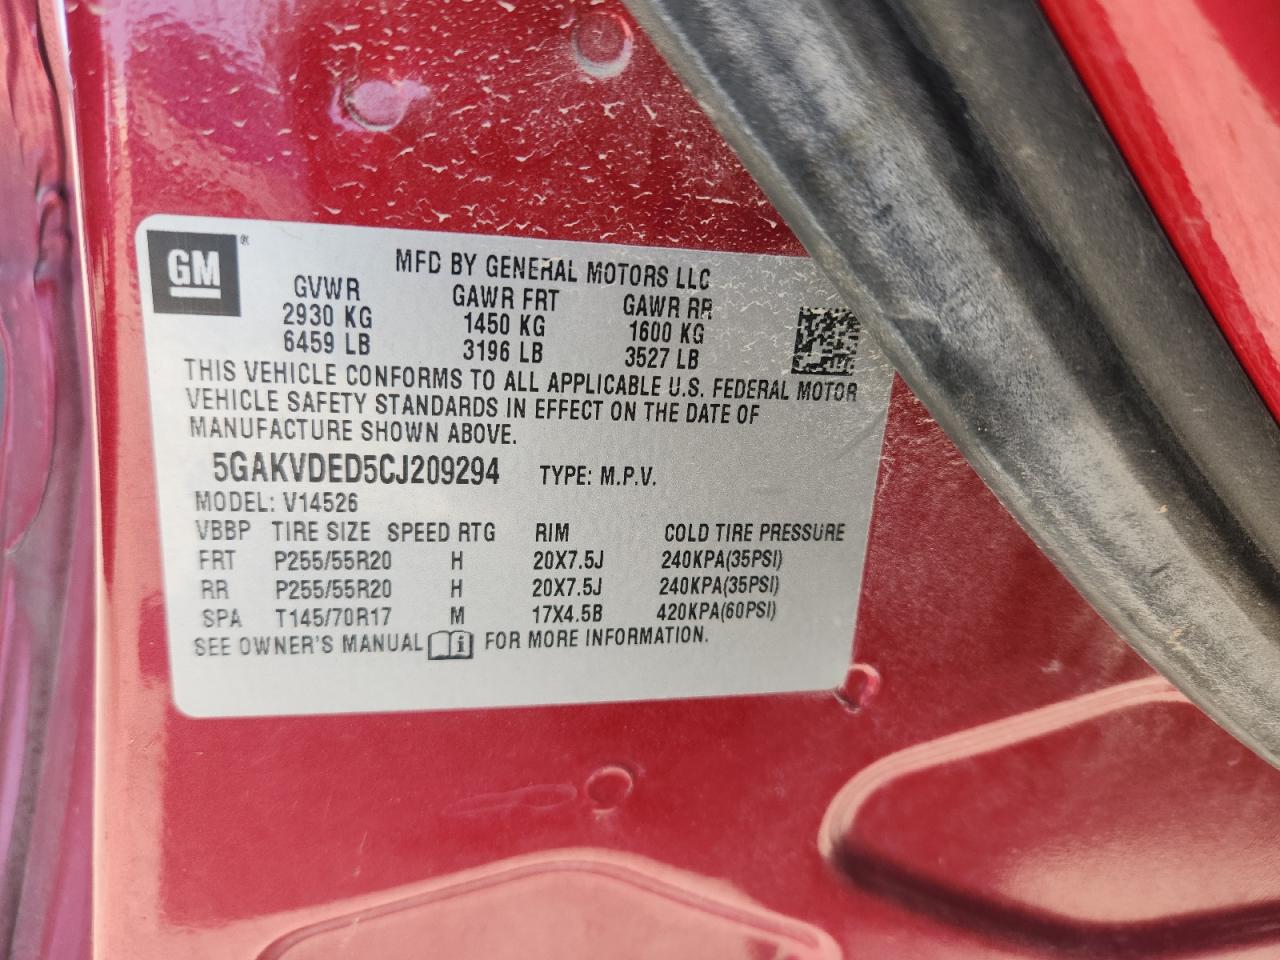 GM ®
MFD BY GENERAL MOTORS LLC
GVWR GAWR FRT GAWR RR
2930 KG 1450 KG 1600 KG
6459 LB 3196 LB 3527 LB
THIS VEHICLE CONFORMS TO ALL APPLICABLE U.S. FEDERAL MOTOR
VEHICLE SAFETY STANDARDS IN EFFECT ON THE DATE OF
MANUFACTURE SHOWN ABOVE.
5GAKVDED5CJ209294 TYPE: M.P.V.
MODEL: V14526
VBBP TIRE SIZE SPEED RTG RIM COLD TIRE PRESSURE
FRT P255/55R20 H 20X7.5J 240KPA(35PSI)
RR P255/55R20 H 20X7.5J 240KPA(35PSI)
SPA T145/70R17 M 17X4.5B 420KPA(60PSI)
SEE OWNER'S MANUAL i FOR MORE INFORMATION.